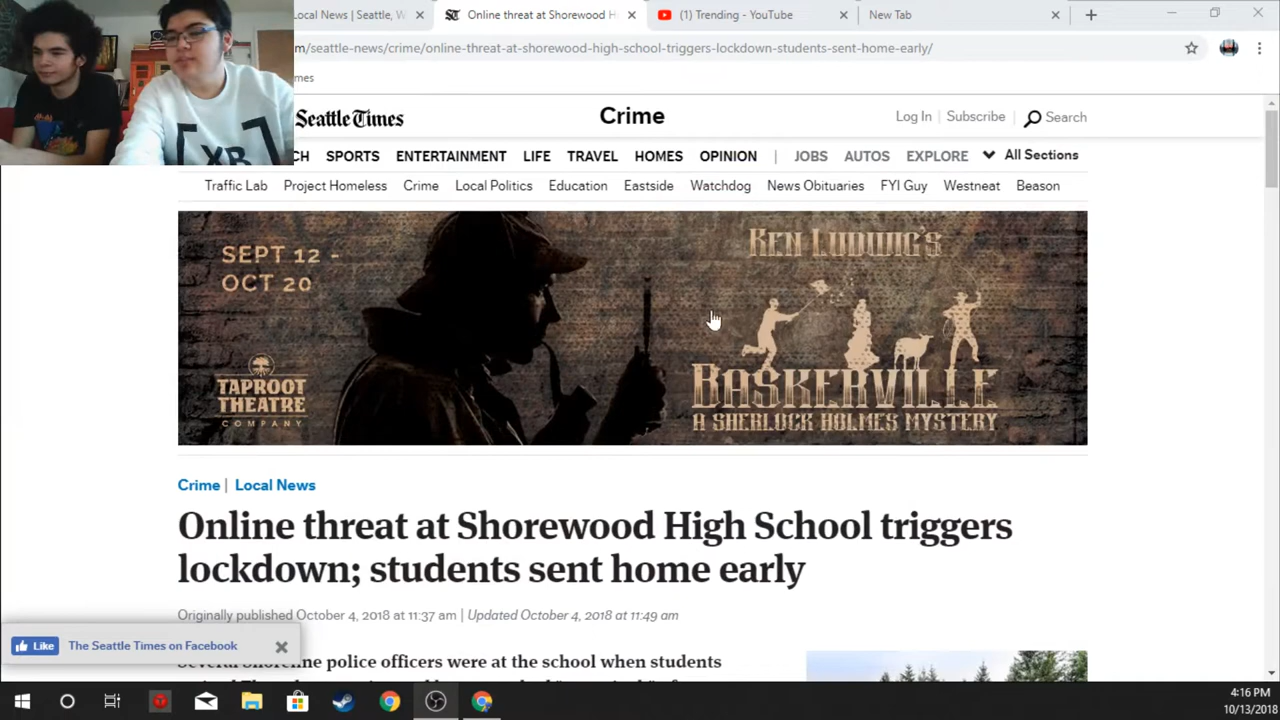 Local News | Seattle, W
Online threat at Shorewood H
(1) Trending - YouTube
New Tab
m/seattle-news/crime/online-threat-at-shorewood-high-school-triggers-lockdown-students-sent-home-early/
mes
XB
Seattle Times
Crime
Log In | Subscribe
Search
CH SPORTS ENTERTAINMENT LIFE TRAVEL HOMES OPINION | JOBS AUTOS EXPLORE All Sections
Traffic Lab Project Homeless Crime Local Politics Education Eastside Watchdog News Obituaries FYI Guy Westneat Beason
SEPT 12 -
OCT 20
TAPROOT
THEATRE
COMPANY
KEN LUDWIG'S
BASKERVILLE
A SHERLOCK HOLMES MYSTERY
Crime | Local News
Online threat at Shorewood High School triggers
lockdown; students sent home early
Originally published October 4, 2018 at 11:37 am | Updated October 4, 2018 at 11:49 am
Like The Seattle Times on Facebook
Several Shoreline police officers were at the school when students
4:16 PM
10/13/2018